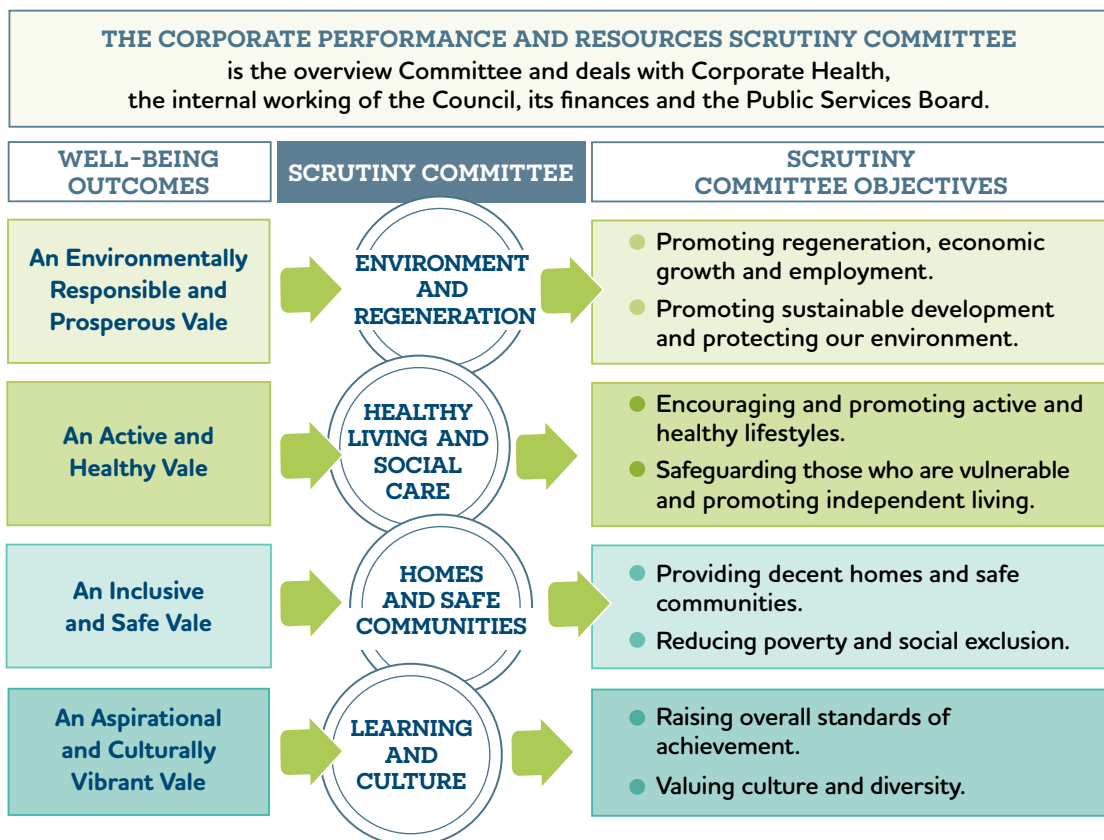 THE CORPORATE PERFORMANCE AND RESOURCES SCRUTINY COMMITTEE
is the overview Committee and deals with Corporate Health,
the internal working of the Council, its finances and the Public Services Board.
WELL-BEING
OUTCOMES
SCRUTINY COMMITTEE
SCRUTINY
COMMITTEE OBJECTIVES
An Environmentally
Responsible and
Prosperous Vale
ENVIRONMENT
AND
REGENERATION
Promoting regeneration, economic
growth and employment.
Promoting sustainable development
and protecting our environment.
An Active and
Healthy Vale
HEALTHY
LIVING AND
SOCIAL
CARE
Encouraging and promoting active and
healthy lifestyles.
Safeguarding those who are vulnerable
and promoting independent living.
An Inclusive
and Safe Vale
HOMES
AND SAFE
COMMUNITIES
Providing decent homes and safe
communities.
Reducing poverty and social exclusion.
An Aspirational
and Culturally
Vibrant Vale
LEARNING
AND
CULTURE
Raising overall standards of
achievement.
Valuing culture and diversity.